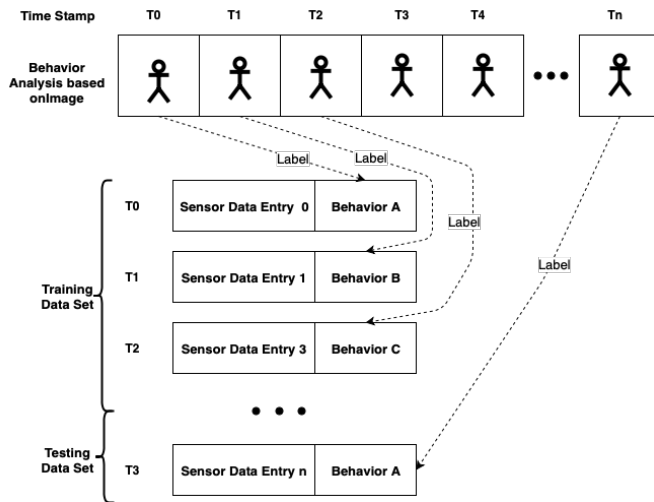 Time Stamp T0 T1 T2 T3 T4 Tn
Behavior
Analysis based
onImage
Label Label
T0 Sensor Data Entry 0 Behavior A
Label
T1 Sensor Data Entry 1 Behavior B
Label
Training
Data Set
T2 Sensor Data Entry 3 Behavior C
Testing
Data Set
T3 Sensor Data Entry n Behavior A